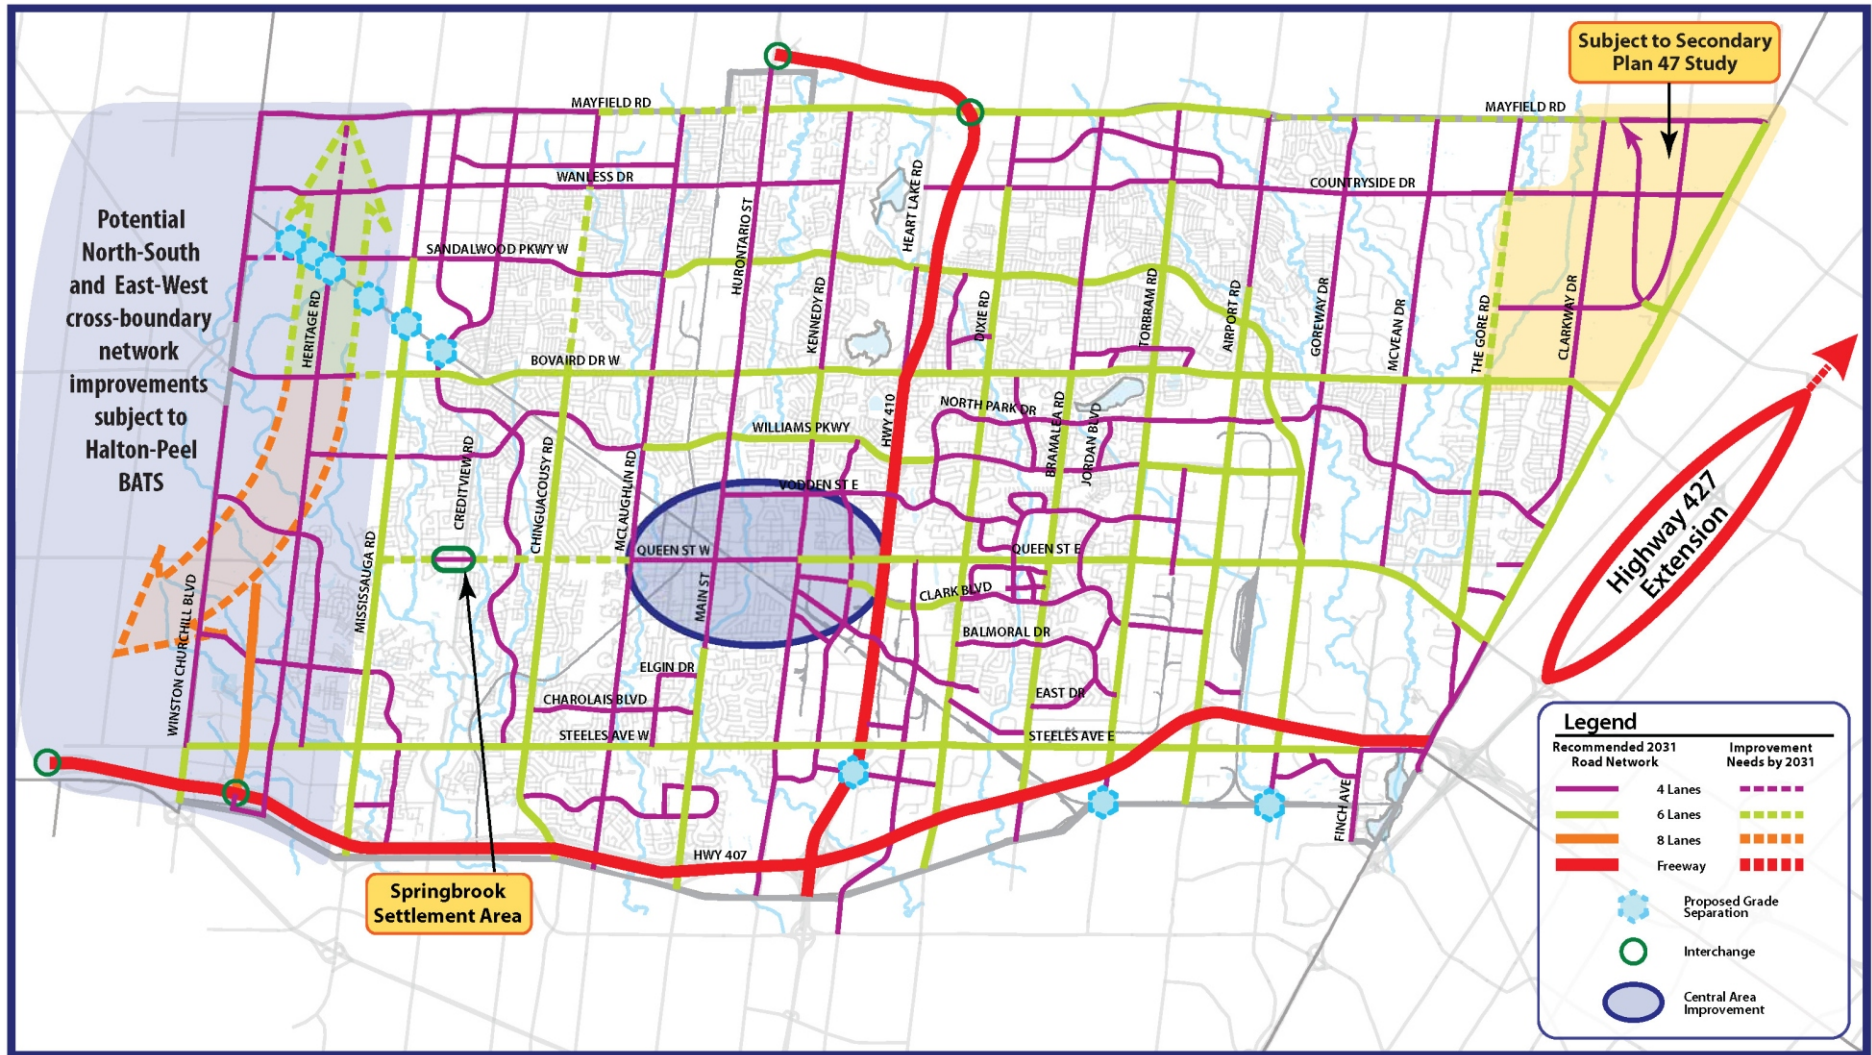 Subject to Secondary
Plan 47 Study
MAYFIELD RD
MAYFIELD RD
WANLESS DR
COUNTRYSIDE DR
HEART LAKE RD
HURONTARIO ST
SANDALWOOD PKWY W
Potential
North-South
and East-West
cross-boundary
network
improvements
subject to
Halton-Peel
BATS
HERITAGE RD
KENNEDY RD
DIXIE RD
TORBRAM RD
AIRPORT RD
GOREWAY DR
MCVEAN DR
THE GORE RD
CLARKWAY DR
BOVAIRD DR W
NORTH PARK DR
HWY 410
WILLIAMS PKWY
BRAMALEA RD
JORDAN BLVD
CREDITVIEW RD
CHINGUACOUSY RD
MCLAUGHLIN RD
VODDEN ST E
Highway 427
Extension
MISSISSAUGA RD
QUEEN ST W
QUEEN ST E
MAIN ST
CLARK BLVD
WINSTON CHURCHILL BLVD
BALMORAL DR
ELGIN DR
CHAROLAIS BLVD
EAST DR
STEELES AVE W
STEELES AVE E
FINCH AVE
HWY 407
Springbrook
Settlement Area
Legend
Recommended 2031
Road Network
Improvement
Needs by 2031
4 Lanes
6 Lanes
8 Lanes
Freeway
Proposed Grade
Separation
Interchange
Central Area
Improvement